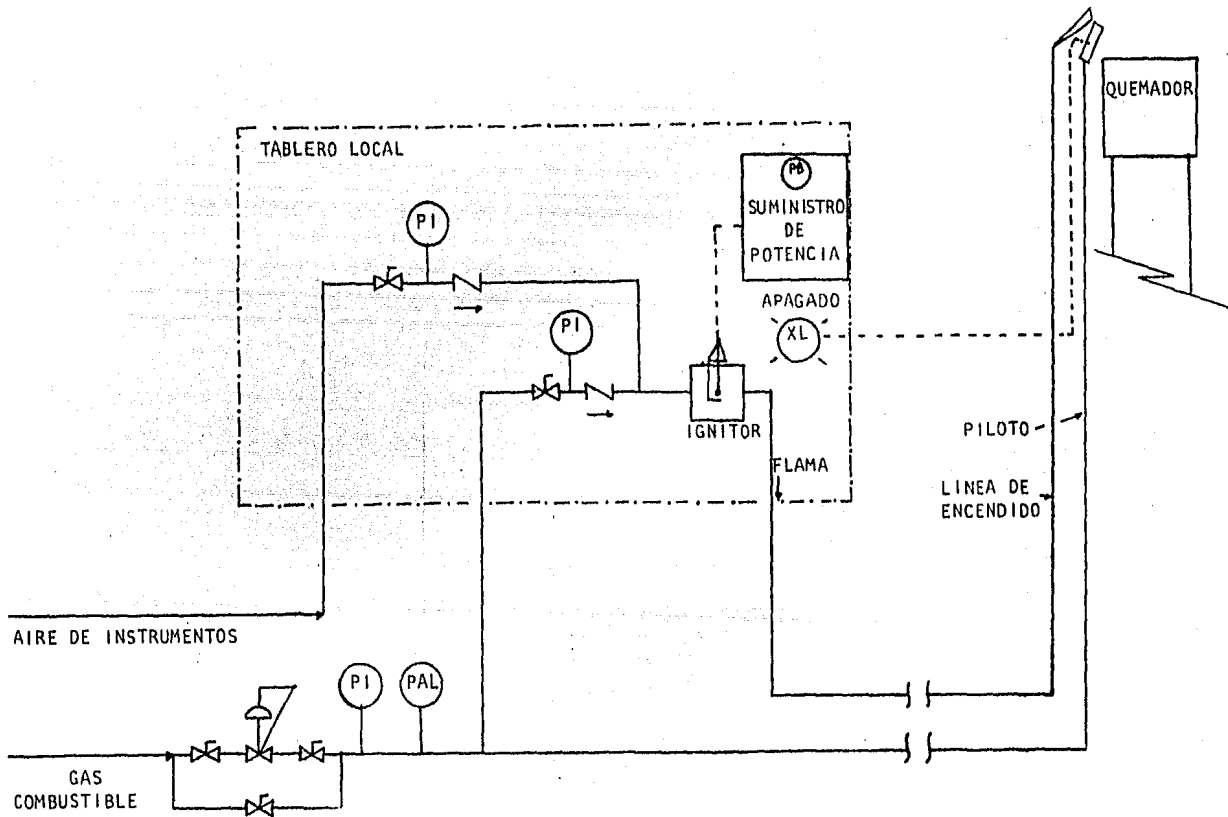 QUEMADOR
TABLERO LOCAL
PB
SUMINISTRO
DE
POTENCIA
PI
APAGADO
PI
XL
IGNITOR
PILOTO
FLAMA
LINEA DE
ENCENDIDO
AIRE DE INSTRUMENTOS
PI
PAL
GAS
COMBUSTIBLE